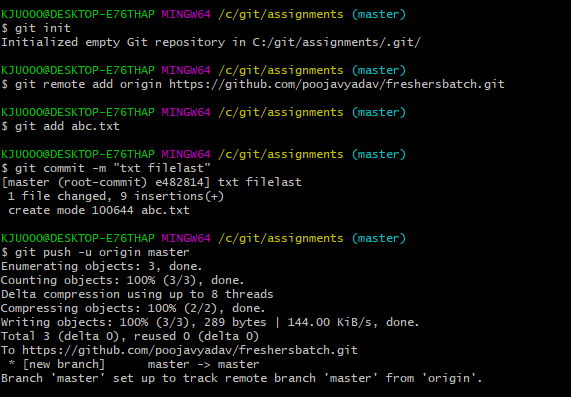 KJUOOO@DESKTOP-E76THAP MINGW64 /c/git/assignments (master)
$ git init
Initialized empty Git repository in C:/git/assignments/.git/
KJUOOO@DESKTOP-E76THAP MINGW64 /c/git/assignments (master)
$ git remote add origin https://github.com/poojavyadav/freshersbatch.git
KJUOOO@DESKTOP-E76THAP MINGW64 /c/git/assignments (master)
$ git add abc.txt
KJUOOO@DESKTOP-E76THAP MINGW64 /c/git/assignments (master)
$ git commit -m "txt filelast"
[master (root-commit) e482814] txt filelast
 1 file changed, 9 insertions(+)
 create mode 100644 abc.txt
KJUOOO@DESKTOP-E76THAP MINGW64 /c/git/assignments (master)
$ git push -u origin master
Enumerating objects: 3, done.
Counting objects: 100% (3/3), done.
Delta compression using up to 8 threads
Compressing objects: 100% (2/2), done.
Writing objects: 100% (3/3), 289 bytes | 144.00 KiB/s, done.
Total 3 (delta 0), reused 0 (delta 0)
To https://github.com/poojavyadav/freshersbatch.git
 * [new branch]      master -> master
Branch 'master' set up to track remote branch 'master' from 'origin'.